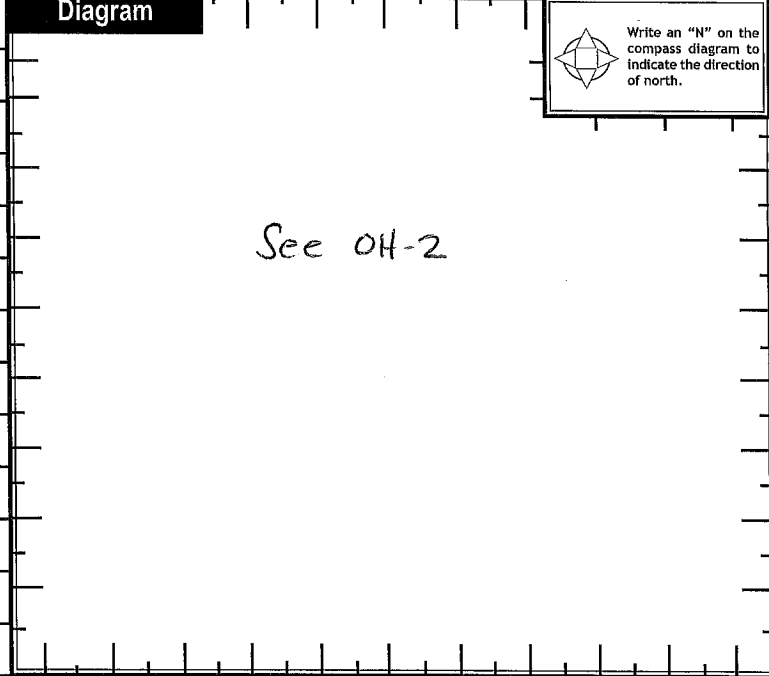 Diagram
Write an “N” on the
compass diagram to
indicate the direction
of north.
See OH-2